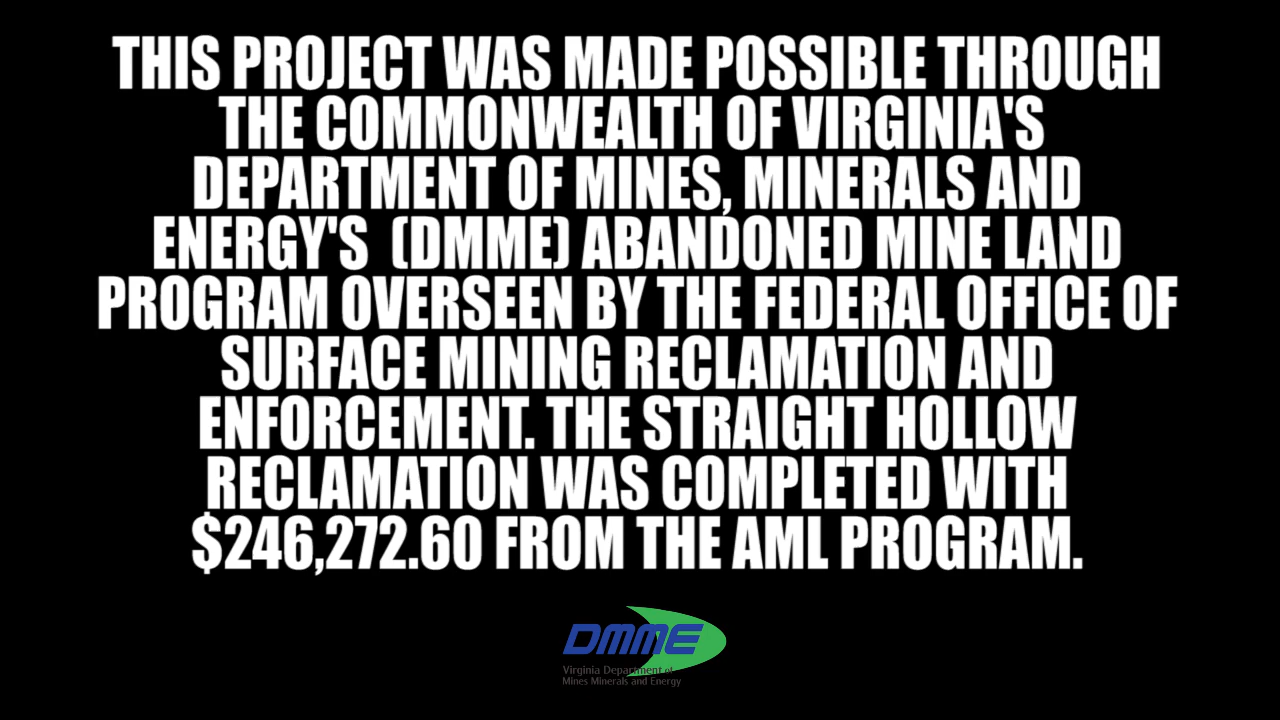 THIS PROJECT WAS MADE POSSIBLE THROUGH
THE COMMONWEALTH OF VIRGINIA'S
DEPARTMENT OF MINES, MINERALS AND
ENERGY'S (DMME) ABANDONED MINE LAND
PROGRAM OVERSEEN BY THE FEDERAL OFFICE OF
SURFACE MINING RECLAMATION AND
ENFORCEMENT. THE STRAIGHT HOLLOW
RECLAMATION WAS COMPLETED WITH
$246,272.60 FROM THE AML PROGRAM.
DMME
Virginia Department of
Mines Minerals and Energy